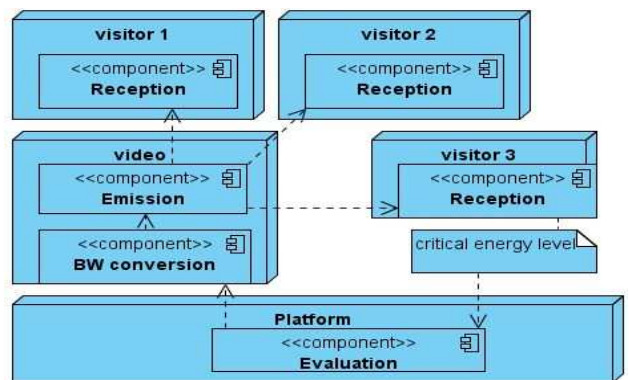 visitor 1
<<component>>
Reception
visitor 2
<<component>>
Reception
video
<<component>>
Emission
<<component>>
BW conversion
visitor 3
<<component>>
Reception
critical energy level
Platform
<<component>>
Evaluation